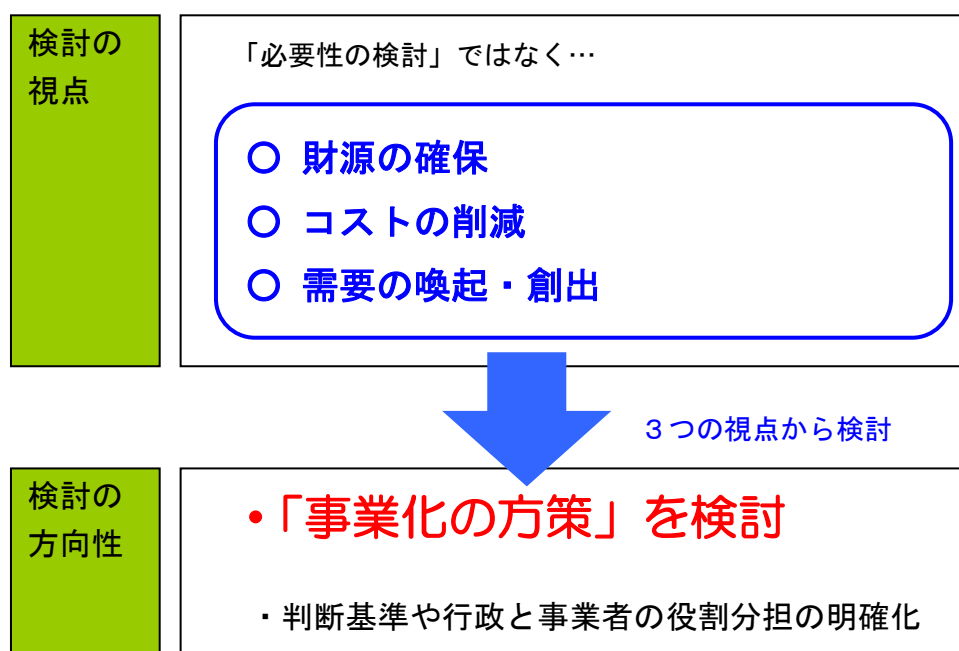 検討の
視点
「必要性の検討」ではなく…
○ 財源の確保
○ コストの削減
○ 需要の喚起・創出
３つの視点から検討
検討の
方向性
•「事業化の方策」を検討
・判断基準や行政と事業者の役割分担の明確化